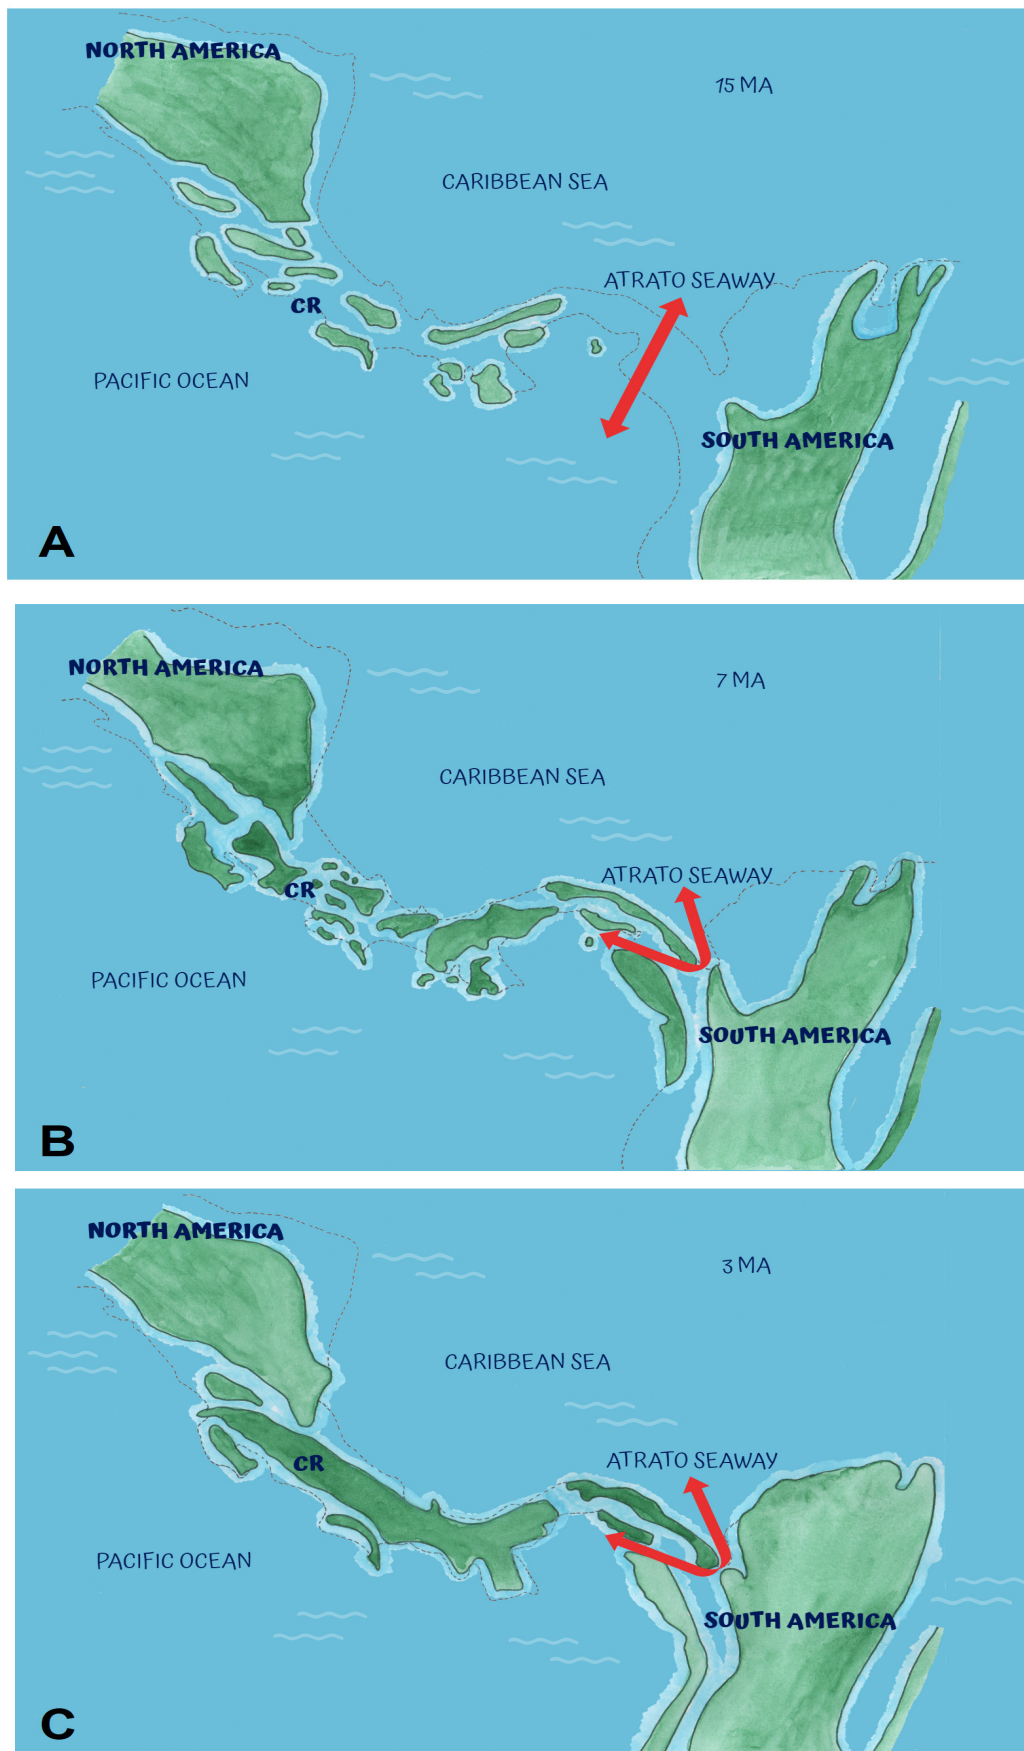 NORTH AMERICA
15 MA
CARIBBEAN SEA
ATRATO SEAWAY
CR
PACIFIC OCEAN
SOUTH AMERICA
A
NORTH AMERICA
7 MA
CARIBBEAN SEA
ATRATO SEAWAY
CR
PACIFIC OCEAN
SOUTH AMERICA
B
NORTH AMERICA
3 MA
CARIBBEAN SEA
ATRATO SEAWAY
CR
PACIFIC OCEAN
SOUTH AMERICA
C